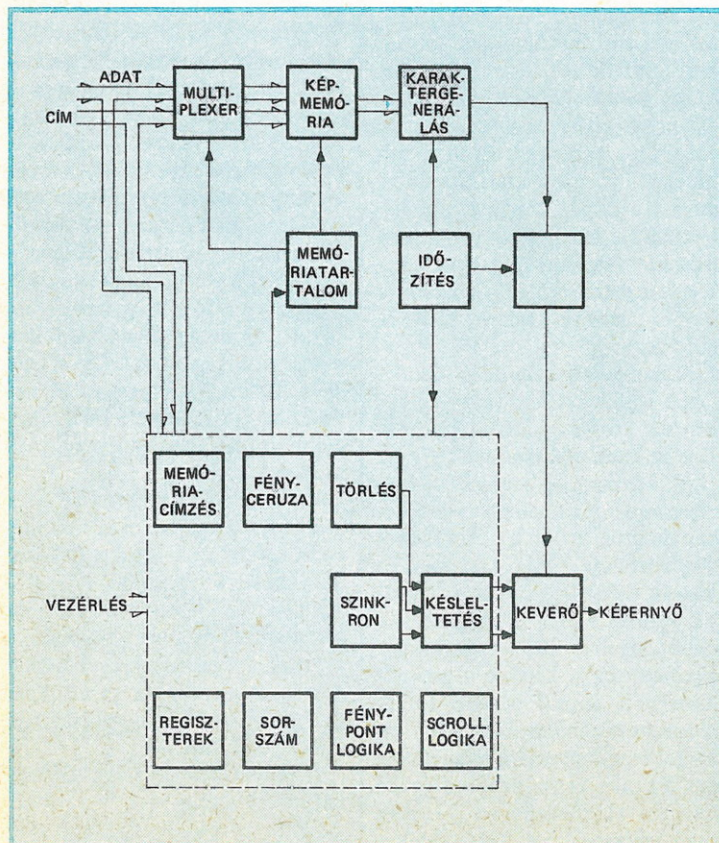 ADAT
CÍM
MULTI-
PLEXER
KÉP-
MEMÓ-
RIA
KARAK-
TERGE-
NERÁ-
LÁS
MEMÓ-
RIATAR-
TALOM
IDŐ-
ZÍTÉS
MEMÓ-
RIA-
CÍMZÉS
FÉNY-
CERUZA
TÖRLÉS
VEZÉRLÉS
SZINK-
RON
KÉSLEL-
TETÉS
KEVERŐ
KÉPERNYŐ
REGISZ-
TEREK
SOR-
SZÁM
FÉNY-
PONT
LOGIKA
SCROLL
LOGIKA